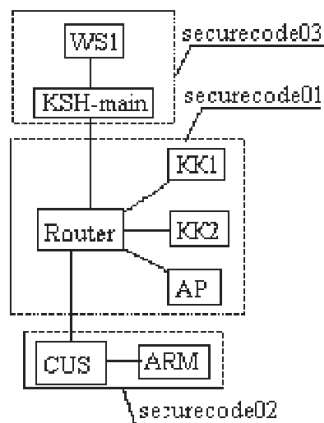 WS1
securecode03
KSH-main
securecode01
KK1
Router
KK2
AP
CUS
ARM
securecode02